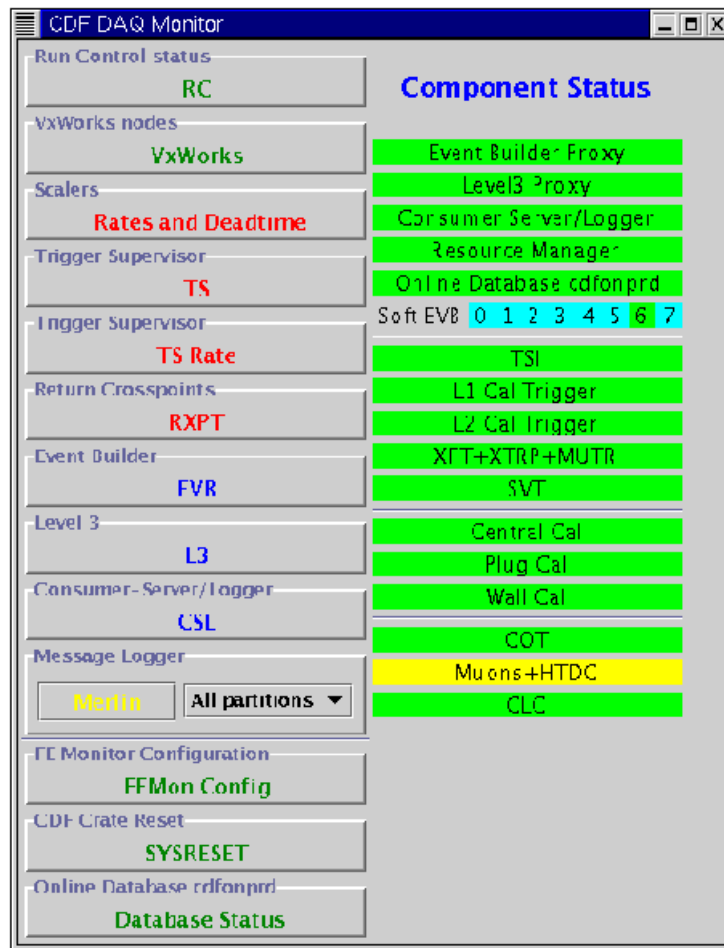 CDF DAQ Monitor
Run Control status
RC
VxWorks nodes
VxWorks
Scalers
Rates and Deadtime
Trigger Supervisor
TS
Trigger Supervisor
TS Rate
Return Crosspoints
RXPT
Event Builder
EVB
Level 3
L3
Consumer-Server/Logger
CSL
Message Logger
Merlin All partitions
FE Monitor Configuration
FEMon Config
CDF Crate Reset
SYSRESET
Online Database cdfonprd
Database Status
Component Status
Event Builder Proxy
Level3 Proxy
Consumer Server/Logger
Resource Manager
Online Database cdfonprd
Soft EVB 0 1 2 3 4 5 6 7
TSI
L1 Cal Trigger
L2 Cal Trigger
XFT+XTRP+MUTR
SVT
Central Cal
Plug Cal
Wall Cal
COT
Muons+HTDC
CLC